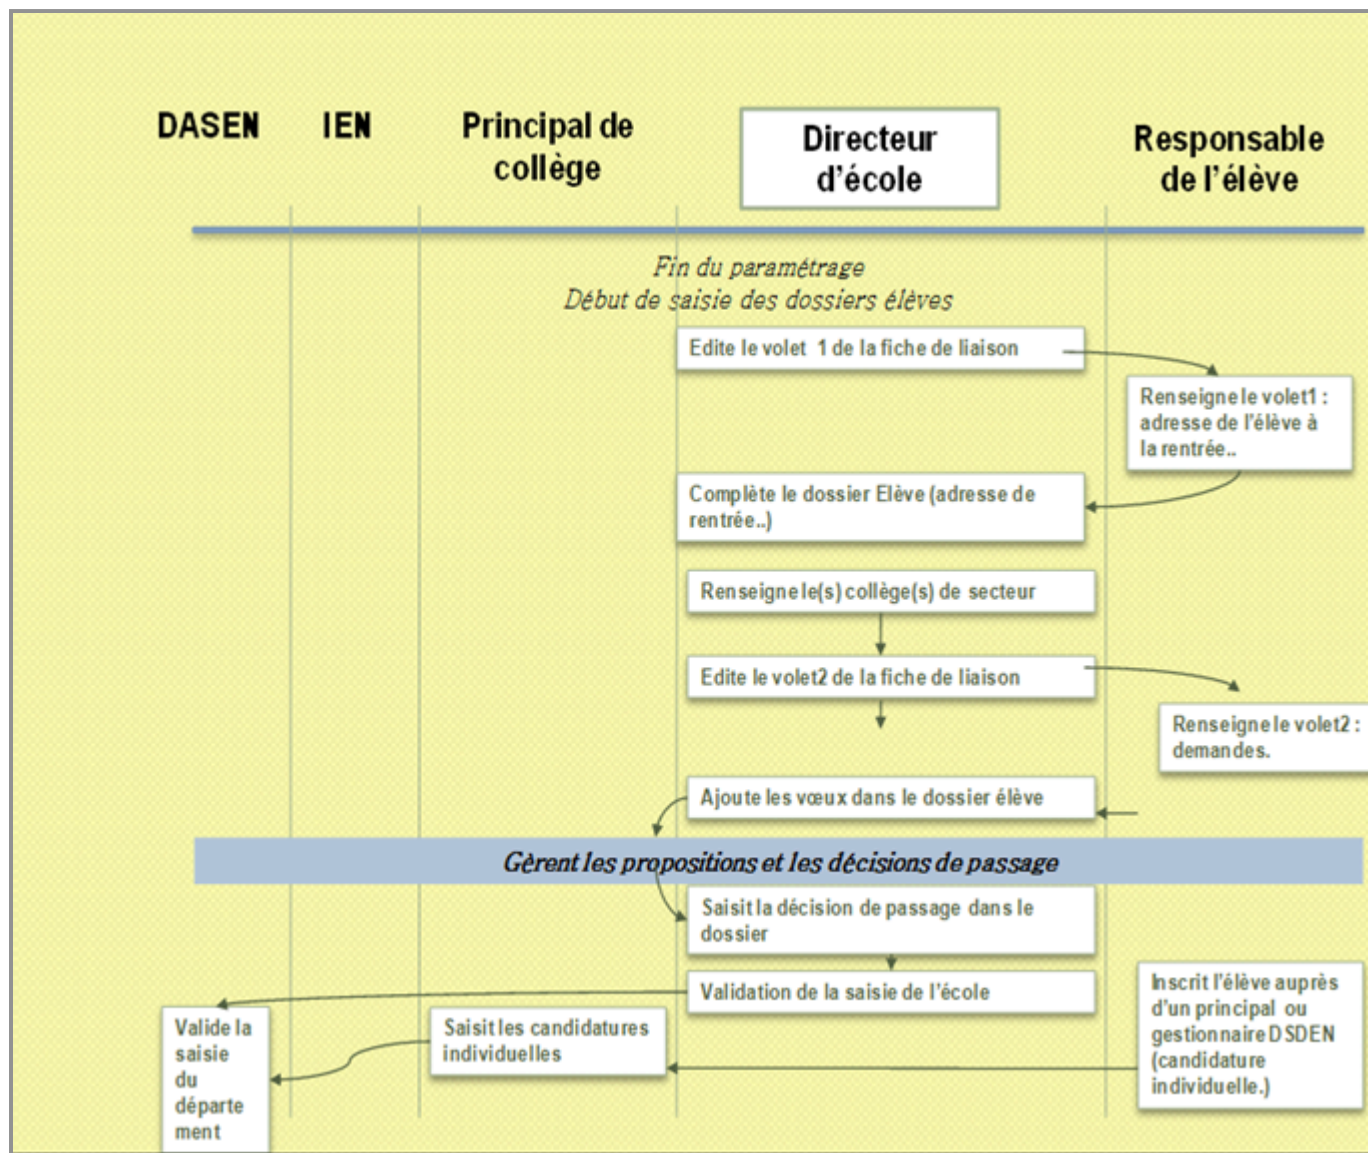 DASEN
IEN
Principal de
collège
Directeur
d'école
Responsable
de l'élève
Fin du paramétrage
Début de saisie des dossiers élèves
Edite le volet 1 de la fiche de liaison
Renseigne le volet1 :
adresse de l'élève à
la rentrée..
Complète le dossier Elève (adresse de
rentrée..)
Renseigne le(s) collège(s) de secteur
Edite le volet2 de la fiche de liaison
Renseigne le volet2 :
demandes.
Ajoute les vœux dans le dossier élève
Gèrent les propositions et les décisions de passage
Saisit la décision de passage dans le
dossier
Validation de la saisie de l'école
Inscrit l'élève auprès
d'un principal ou
gestionnaire DSDEN
(candidature
individuelle.)
Saisit les candidatures
individuelles
Valide la
saisie
du
départe
ment